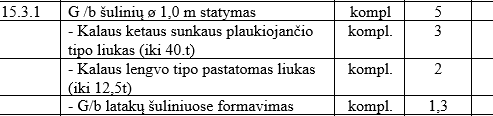 15.3.1 G /b šulinių ø 1,0 m statymas kompl 5
- Kalaus ketaus sunkaus plaukiojančio kompl. 3
tipo liukas (iki 40.t)
- Kalaus lengvo tipo pastatomas liukas kompl. 2
(iki 12,5t)
- G/b latakų šuliniuose formavimas kompl. 1,3